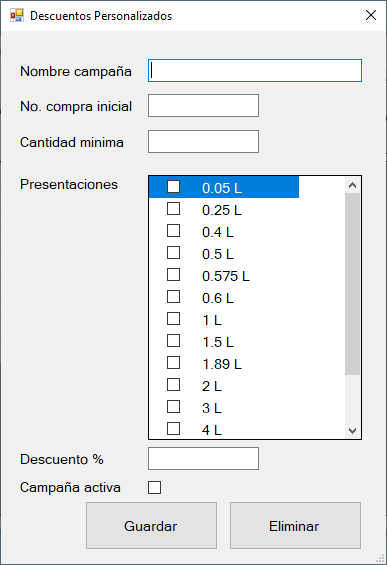 Descuentos Personalizados
Nombre campaña
No. compra inicial
Cantidad minima
Presentaciones
0.05 L
0.25 L
0.4 L
0.5 L
0.575 L
0.6 L
1 L
1.5 L
1.89 L
2 L
3 L
4 L
Descuento %
Campaña activa
Guardar Eliminar